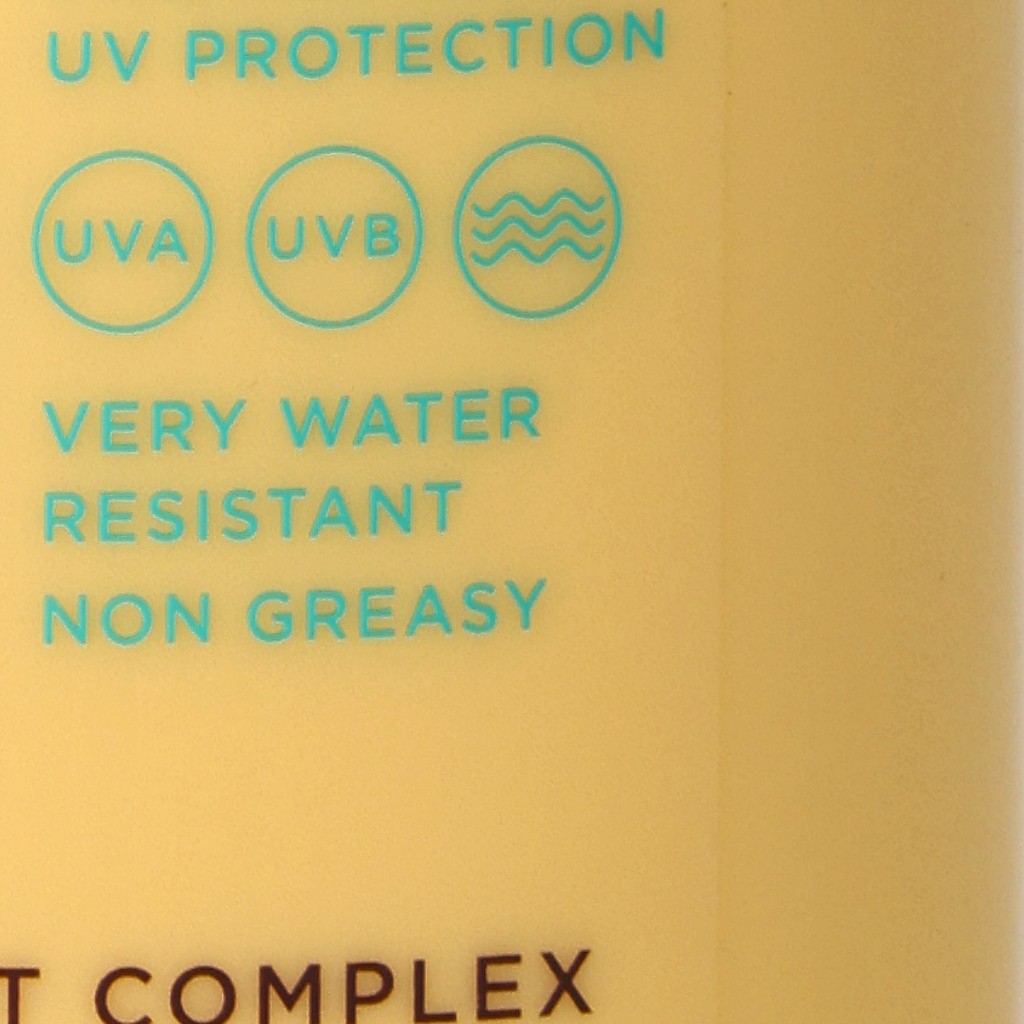 UV PROTECTION
UVA UVB
VERY WATER
RESISTANT
NON GREASY
COMPLEX